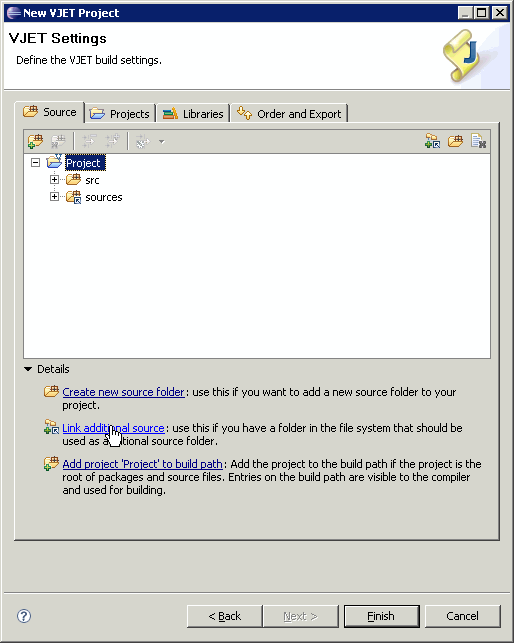 New VJET Project
VJET Settings
Define the VJET build settings.
Source Projects Libraries Order and Export
Project
src
sources
Details
Create new source folder: use this if you want to add a new source folder to your
project.
Link additional source: use this if you have a folder in the file system that should be
used as additional source folder.
Add project 'Project' to build path: Add the project to the build path if the project is the
root of packages and source files. Entries on the build path are visible to the compiler
and used for building.
< Back Next > Finish Cancel